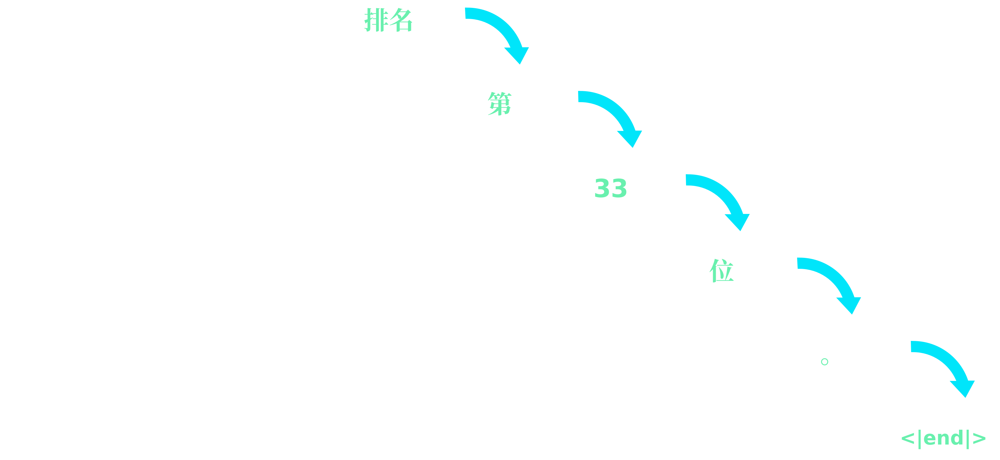 排名
第
33
位
。
<|end|>